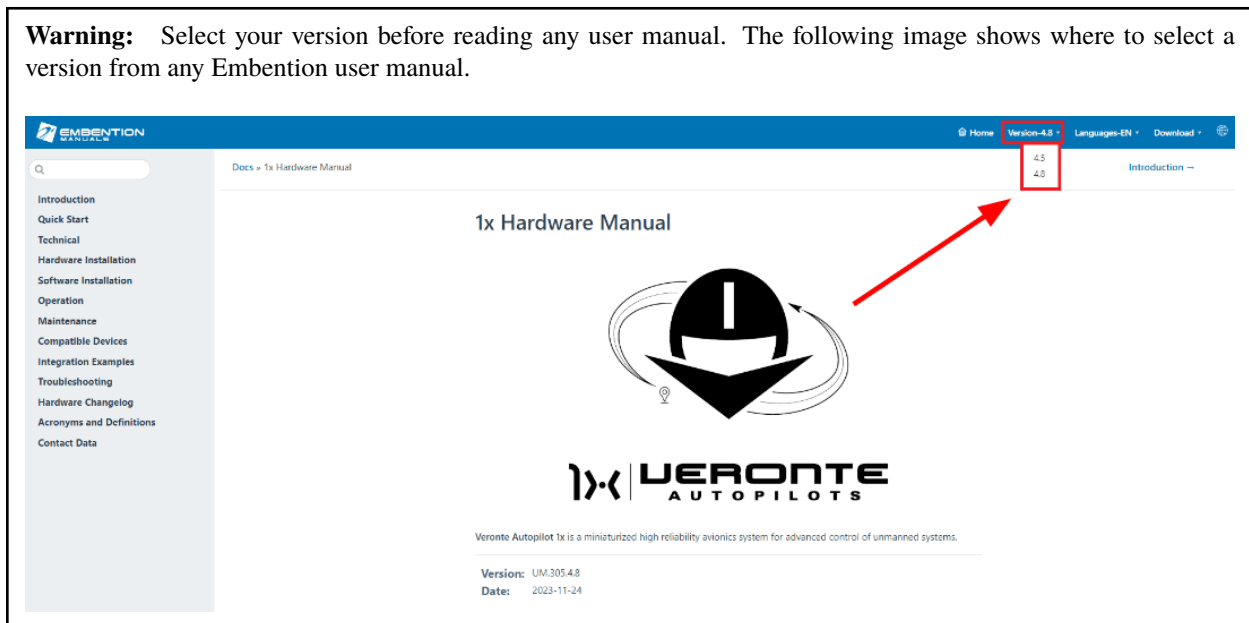 Warning: Select your version before reading any user manual. The following image shows where to select a
version from any Embention user manual.
EMBENTION
MANUALS
Home Version-4.8 Languages-EN Download
4.5
4.8
Docs » 1x Hardware Manual
Introduction →
Introduction
Quick Start
Technical
Hardware Installation
Software Installation
Operation
Maintenance
Compatible Devices
Integration Examples
Troubleshooting
Hardware Changelog
Acronyms and Definitions
Contact Data
1x Hardware Manual
1x VERONTE
AUTOPILOTS
Veronte Autopilot 1x is a miniaturized high reliability avionics system for advanced control of unmanned systems.
Version: UM.305.4.8
Date: 2023-11-24